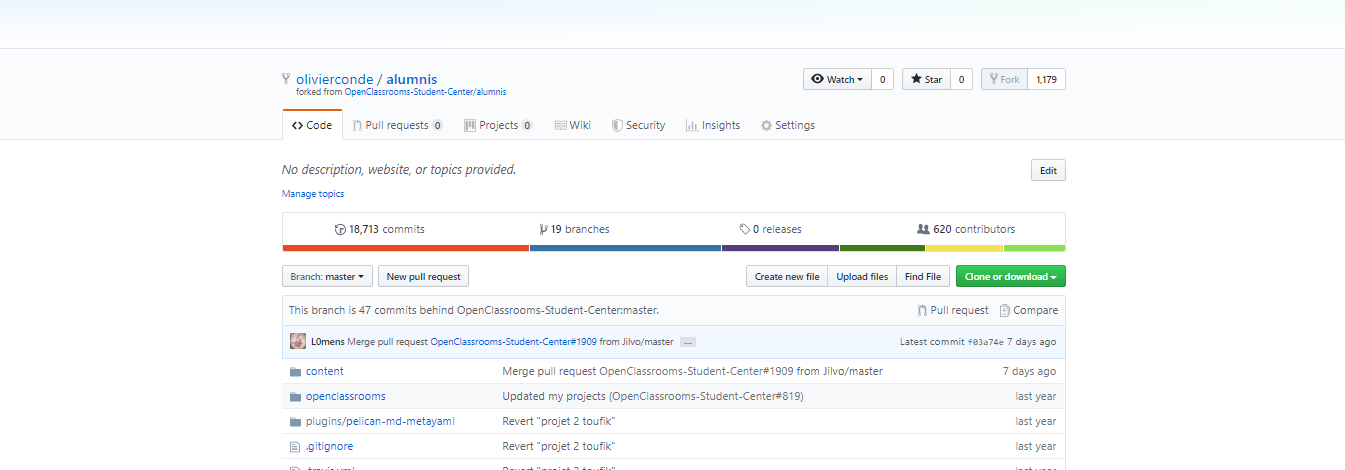 olivierconde / alumnis
Watch 0 Star 0 Fork 1,179
forked from OpenClassrooms-Student-Center/alumnis
Code Pull requests 0 Projects 0 Wiki Security Insights Settings
No description, website, or topics provided. Edit
Manage topics
18,713 commits 19 branches 0 releases 620 contributors
Branch: master New pull request Create new file Upload files Find File Clone or download
This branch is 47 commits behind OpenClassrooms-Student-Center:master. Pull request Compare
L0mens Merge pull request OpenClassrooms-Student-Center#1909 from Jilvo/master ... Latest commit f03a74e 7 days ago
content Merge pull request OpenClassrooms-Student-Center#1909 from Jilvo/master 7 days ago
openclassrooms Updated my projects (OpenClassrooms-Student-Center#819) last year
plugins/pelican-md-metayaml Revert "projet 2 toufik" last year
.gitignore Revert "projet 2 toufik" last year
.travis.yml Revert "projet 2 toufik" last year